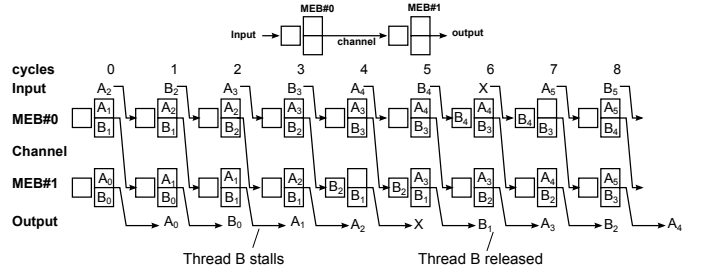 MEB#0 MEB#1
Input channel output
cycles 0 1 2 3 4 5 6 7 8
Input A2 B2 A3 B3 A4 B4 X A5 B5
A1 A2 A2 A3 A3 A4 B4 A4 B4 A5
MEB#0 B1 B1 B2 B2 B3 B3 B3 B3 B4
Channel
A0 A1 A1 A2 B2 B1 B2 A3 A3 A4 A5
MEB#1 B0 B0 B1 B1 B1 B2 B2 B3
Output A0 B0 A1 A2 X B1 A3 B2 A4
Thread B stalls Thread B released